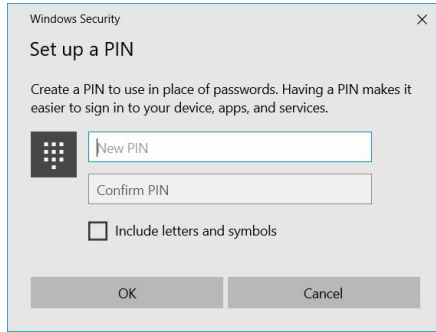 Windows Security
Set up a PIN
Create a PIN to use in place of passwords. Having a PIN makes it
easier to sign in to your device, apps, and services.
New PIN
Confirm PIN
Include letters and symbols
OK
Cancel